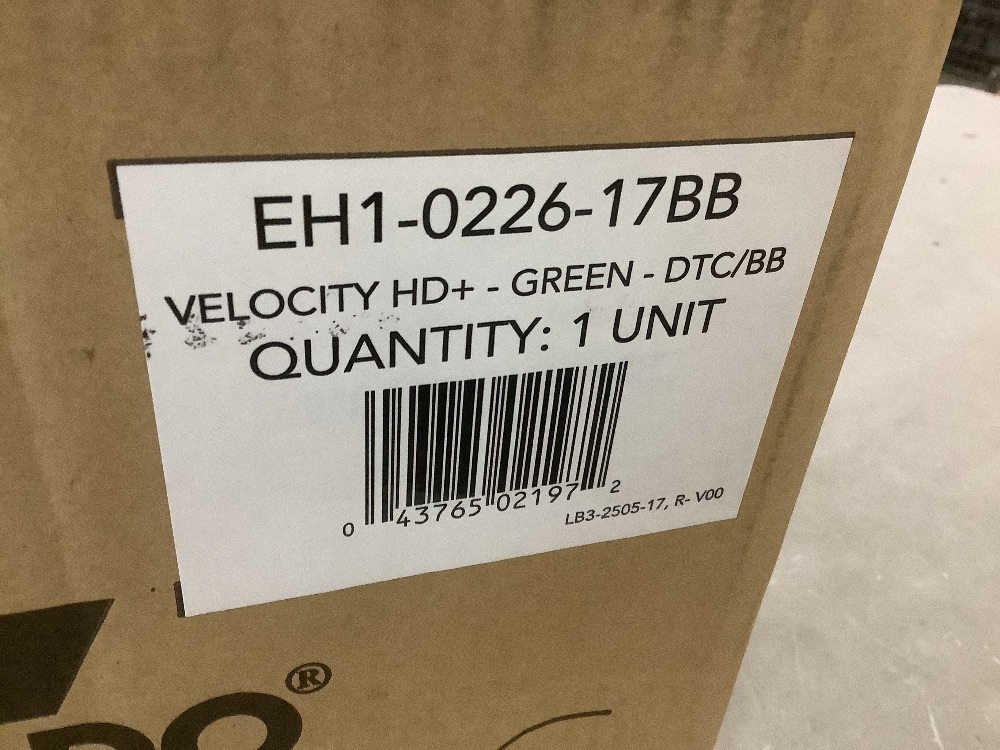 EH1-0226-17BB
VELOCITY HD+ - GREEN - DTC/BB
QUANTITY: 1 UNIT
0 43765 02197 2
LB3-2505-17, R- V00
®